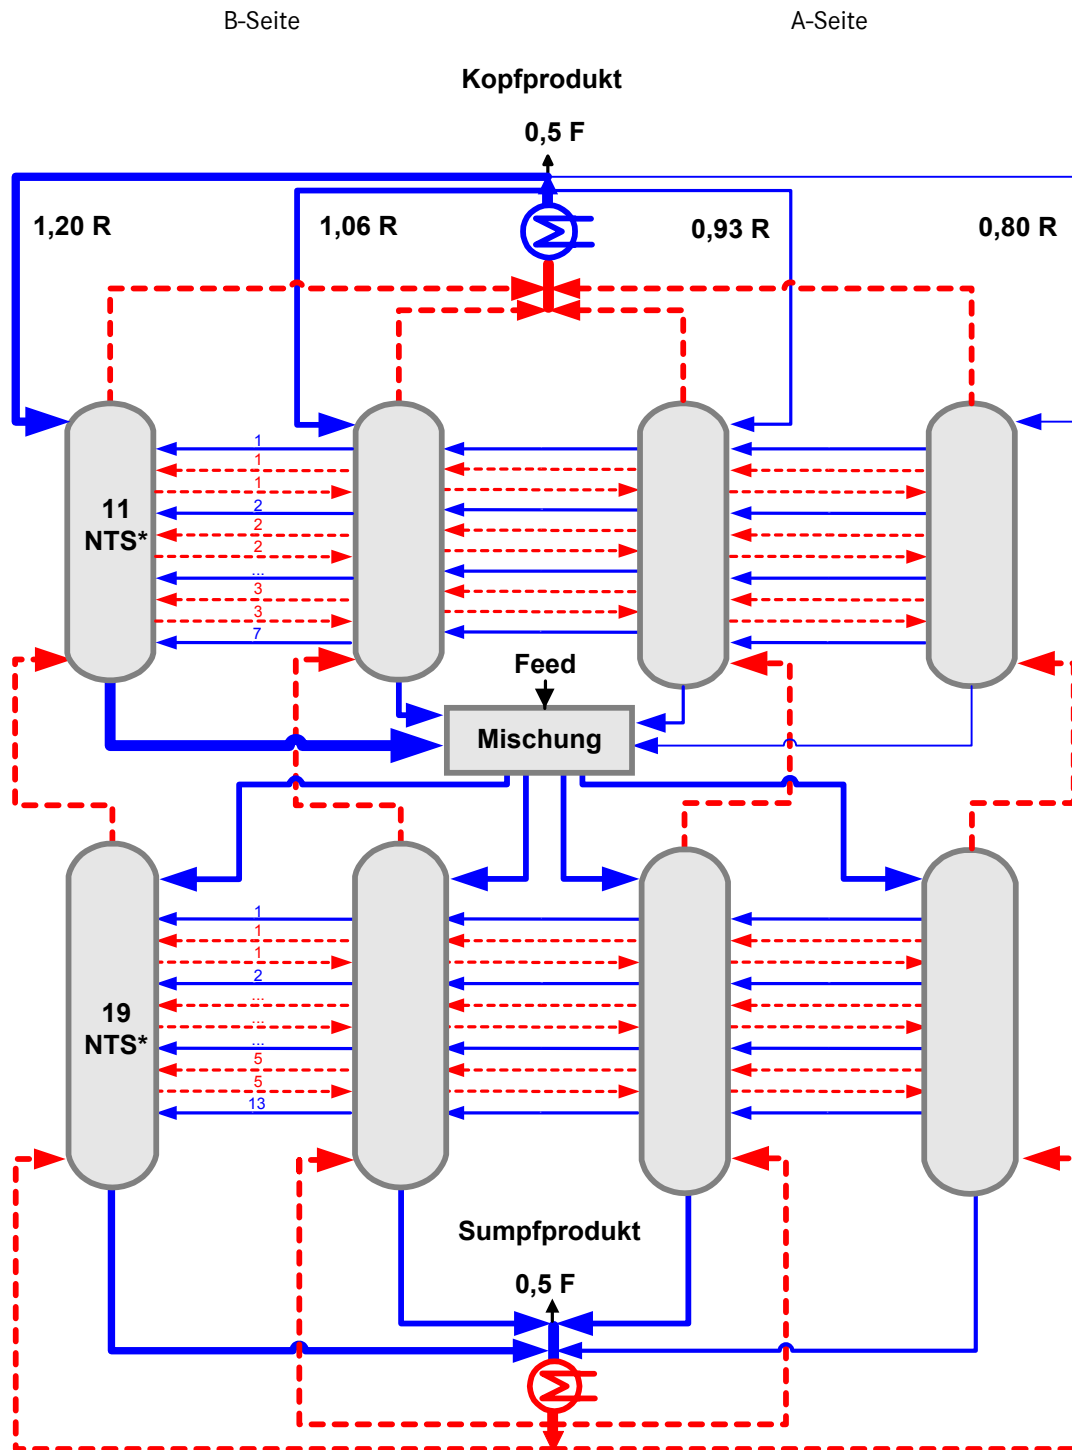 B-Seite
A-Seite
Kopfprodukt
0,5 F
1,20 R
1,06 R
0,93 R
0,80 R
1
1
1
2
2
2
...
3
3
7
11
NTS*
Feed
Mischung
1
1
1
2
...
...
...
5
5
13
19
NTS*
Sumpfprodukt
0,5 F